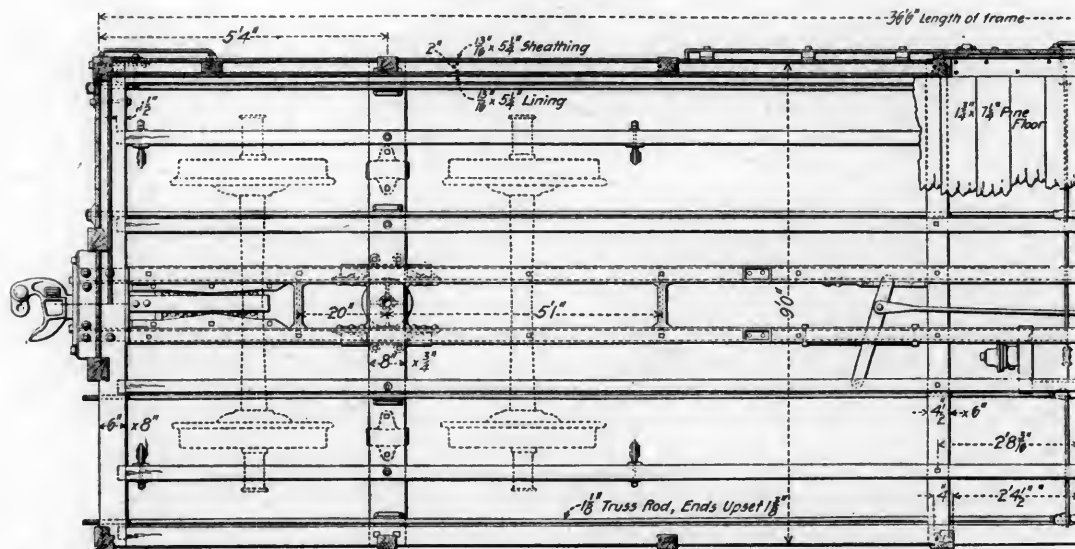 36'6" Length of frame
5'4"
2"
13/16 x 5 1/4" Sheathing
13/16 x 5 1/4" Lining
1 1/2"
1 3/4" x 7 1/4" Pine
Floor
20"
5'1"
9'0"
8" x 3/4"
6" x 8"
4 1/2" x 6"
2'8 3/16"
4"
2'4 1/2"
1 1/8" Truss Rod, Ends Upset 1 3/8"